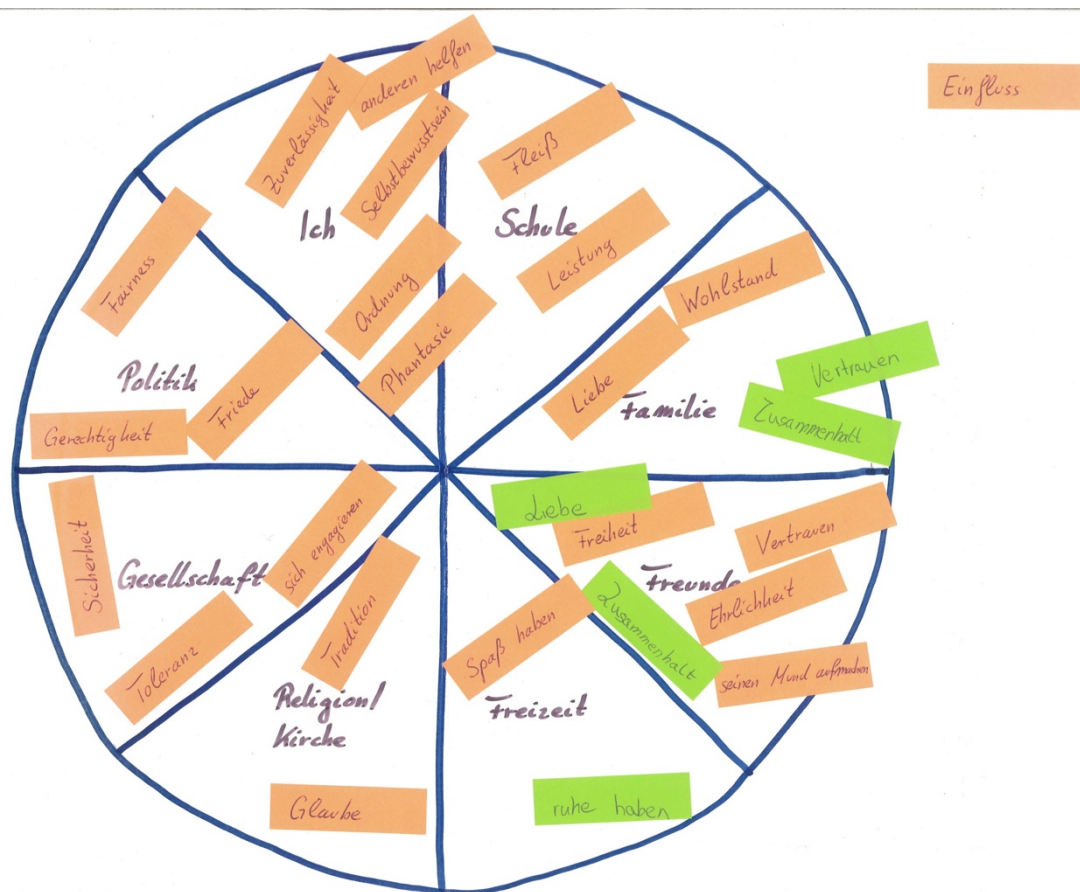 anderen helfen
Zuverlässigkeit
Selbstbewusstsein
Ich
Ordnung
Phantasie
Fleiß
Schule
Leistung
Einfluss
Wohlstand
Liebe
Familie
Vertrauen
Zusammenhalt
Liebe
Freiheit
Vertrauen
Freunde
Ehrlichkeit
Zusammenhalt
seinen Mund aufmachen
Spaß haben
Freizeit
ruhe haben
Tradition
Religion/
Kirche
Glaube
sich engagieren
Gesellschaft
Sicherheit
Toleranz
Fairness
Politik
Friede
Gerechtigkeit